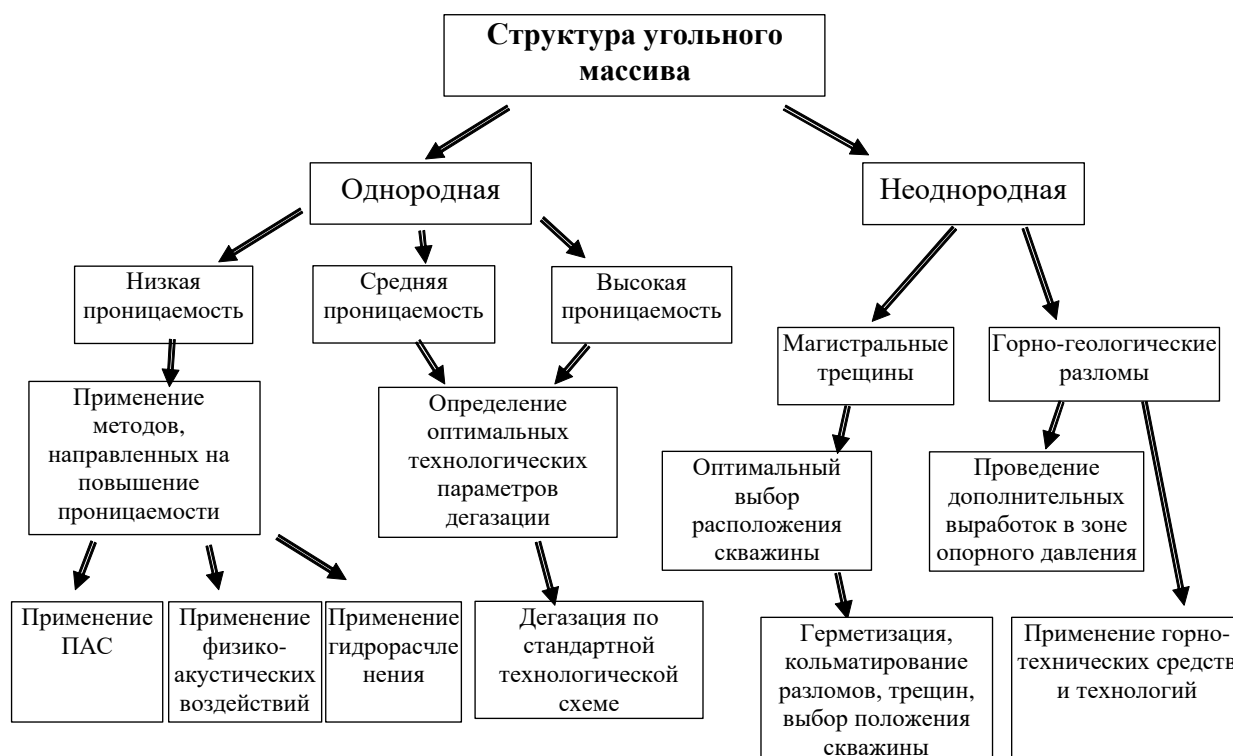 Структура угольного
массива
Однородная
Неоднородная
Низкая
проницаемость
Средняя
проницаемость
Высокая
проницаемость
Магистральные
трещины
Горно-геологические
разломы
Применение
методов,
направленных на
повышение
проницаемости
Определение
оптимальных
технологических
параметров
дегазации
Оптимальный
выбор
расположения
скважины
Проведение
дополнительных
выработок в зоне
опорного давления
Применение
ПАС
Применение
физико-
акустических
воздействий
Применение
гидрорасчле
нения
Дегазация по
стандартной
технологической
схеме
Герметизация,
кольматирование
разломов, трещин,
выбор положения
скважины
Применение горно-
технических средств
и технологий